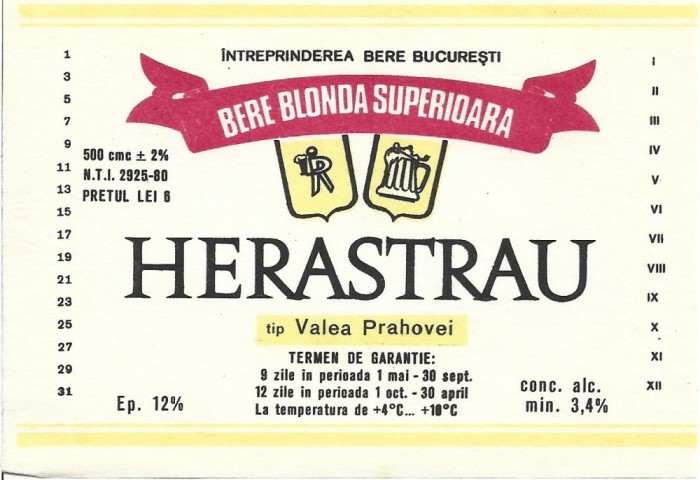 ÎNTREPRINDEREA BERE BUCUREŞTI
BERE BLONDA SUPERIOARA
500 cmc ± 2%
N.T.I. 2925-80
PRETUL LEI 6
HERASTRAU
tip Valea Prahovei
TERMEN DE GARANTIE:
9 zile in perioada 1 mai - 30 sept.
12 zile in perioada 1 oct. - 30 april
La temperatura de +4°C... +10°C
Ep. 12%
conc. alc.
min. 3,4%
1
3
5
7
9
11
13
15
17
19
21
23
25
27
29
31
I
II
III
IV
V
VI
VII
VIII
IX
X
XI
XII